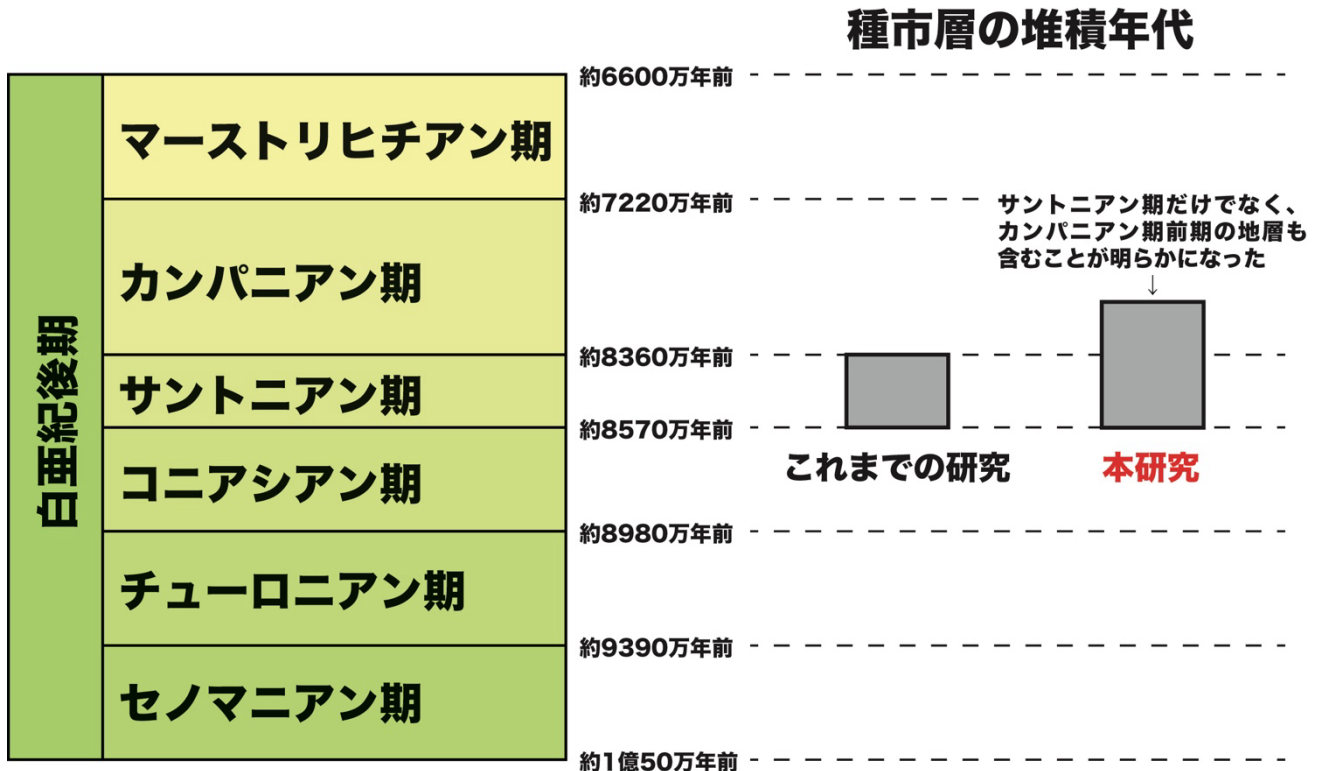 種市層の堆積年代
白亜紀後期
マーストリヒチアン期
カンパニアン期
サントニアン期
コニアシアン期
チューロニアン期
セノマニアン期
約6600万年前
約7220万年前
約8360万年前
約8570万年前
約8980万年前
約9390万年前
約1億50万年前
サントニアン期だけでなく、
カンパニアン期前期の地層も
含むことが明らかになった
↓
これまでの研究
本研究